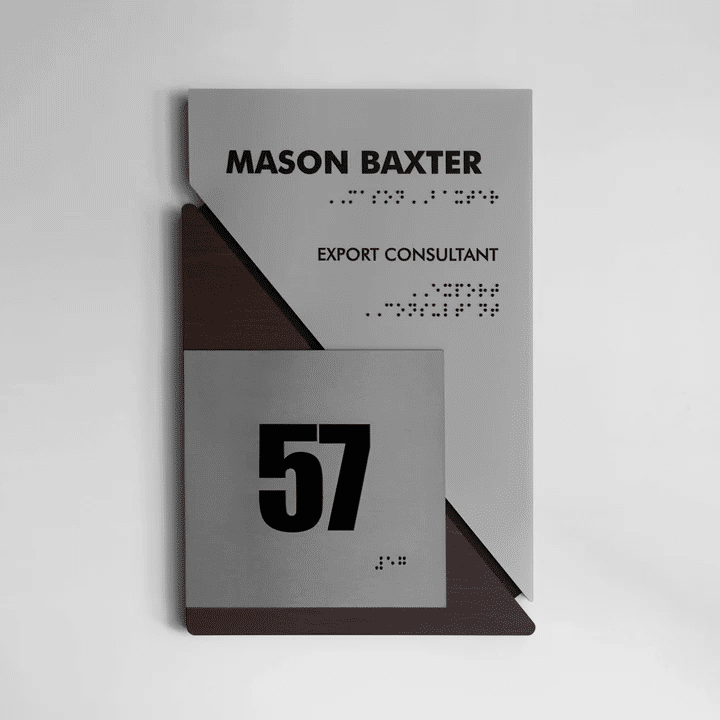 MASON BAXTER
⠠⠠⠍⠁⠎⠕⠝⠠⠠⠃⠁⠭⠞⠑⠗
EXPORT CONSULTANT
⠠⠠⠑⠭⠏⠕⠗⠞
⠠⠠⠉⠕⠝⠎⠥⠇⠞⠁⠝⠞
57
⠼⠑⠛